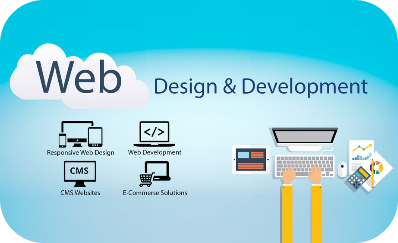 Web Design & Development
</>
Responsive Web Design
Web Development
CMS
CMS Websites
E-Commerce Solutions